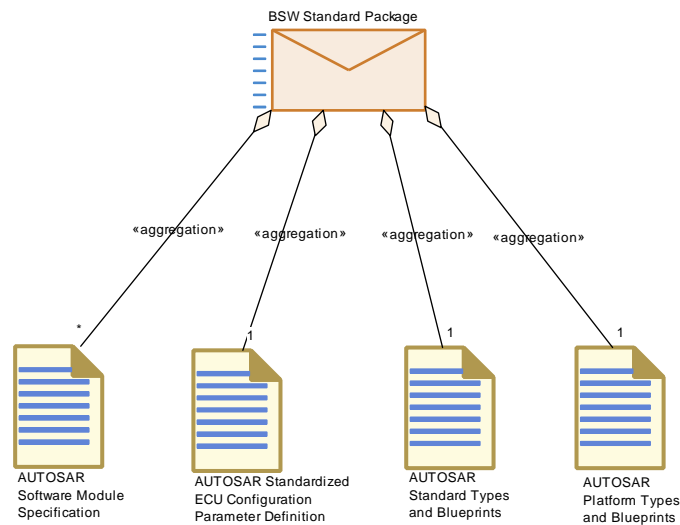 BSW Standard Package
«aggregation»
«aggregation»
«aggregation»
«aggregation»
*
1
1
1
AUTOSAR
Software Module
Specification
AUTOSAR Standardized
ECU Configuration
Parameter Definition
AUTOSAR
Standard Types
and Blueprints
AUTOSAR
Platform Types
and Blueprints